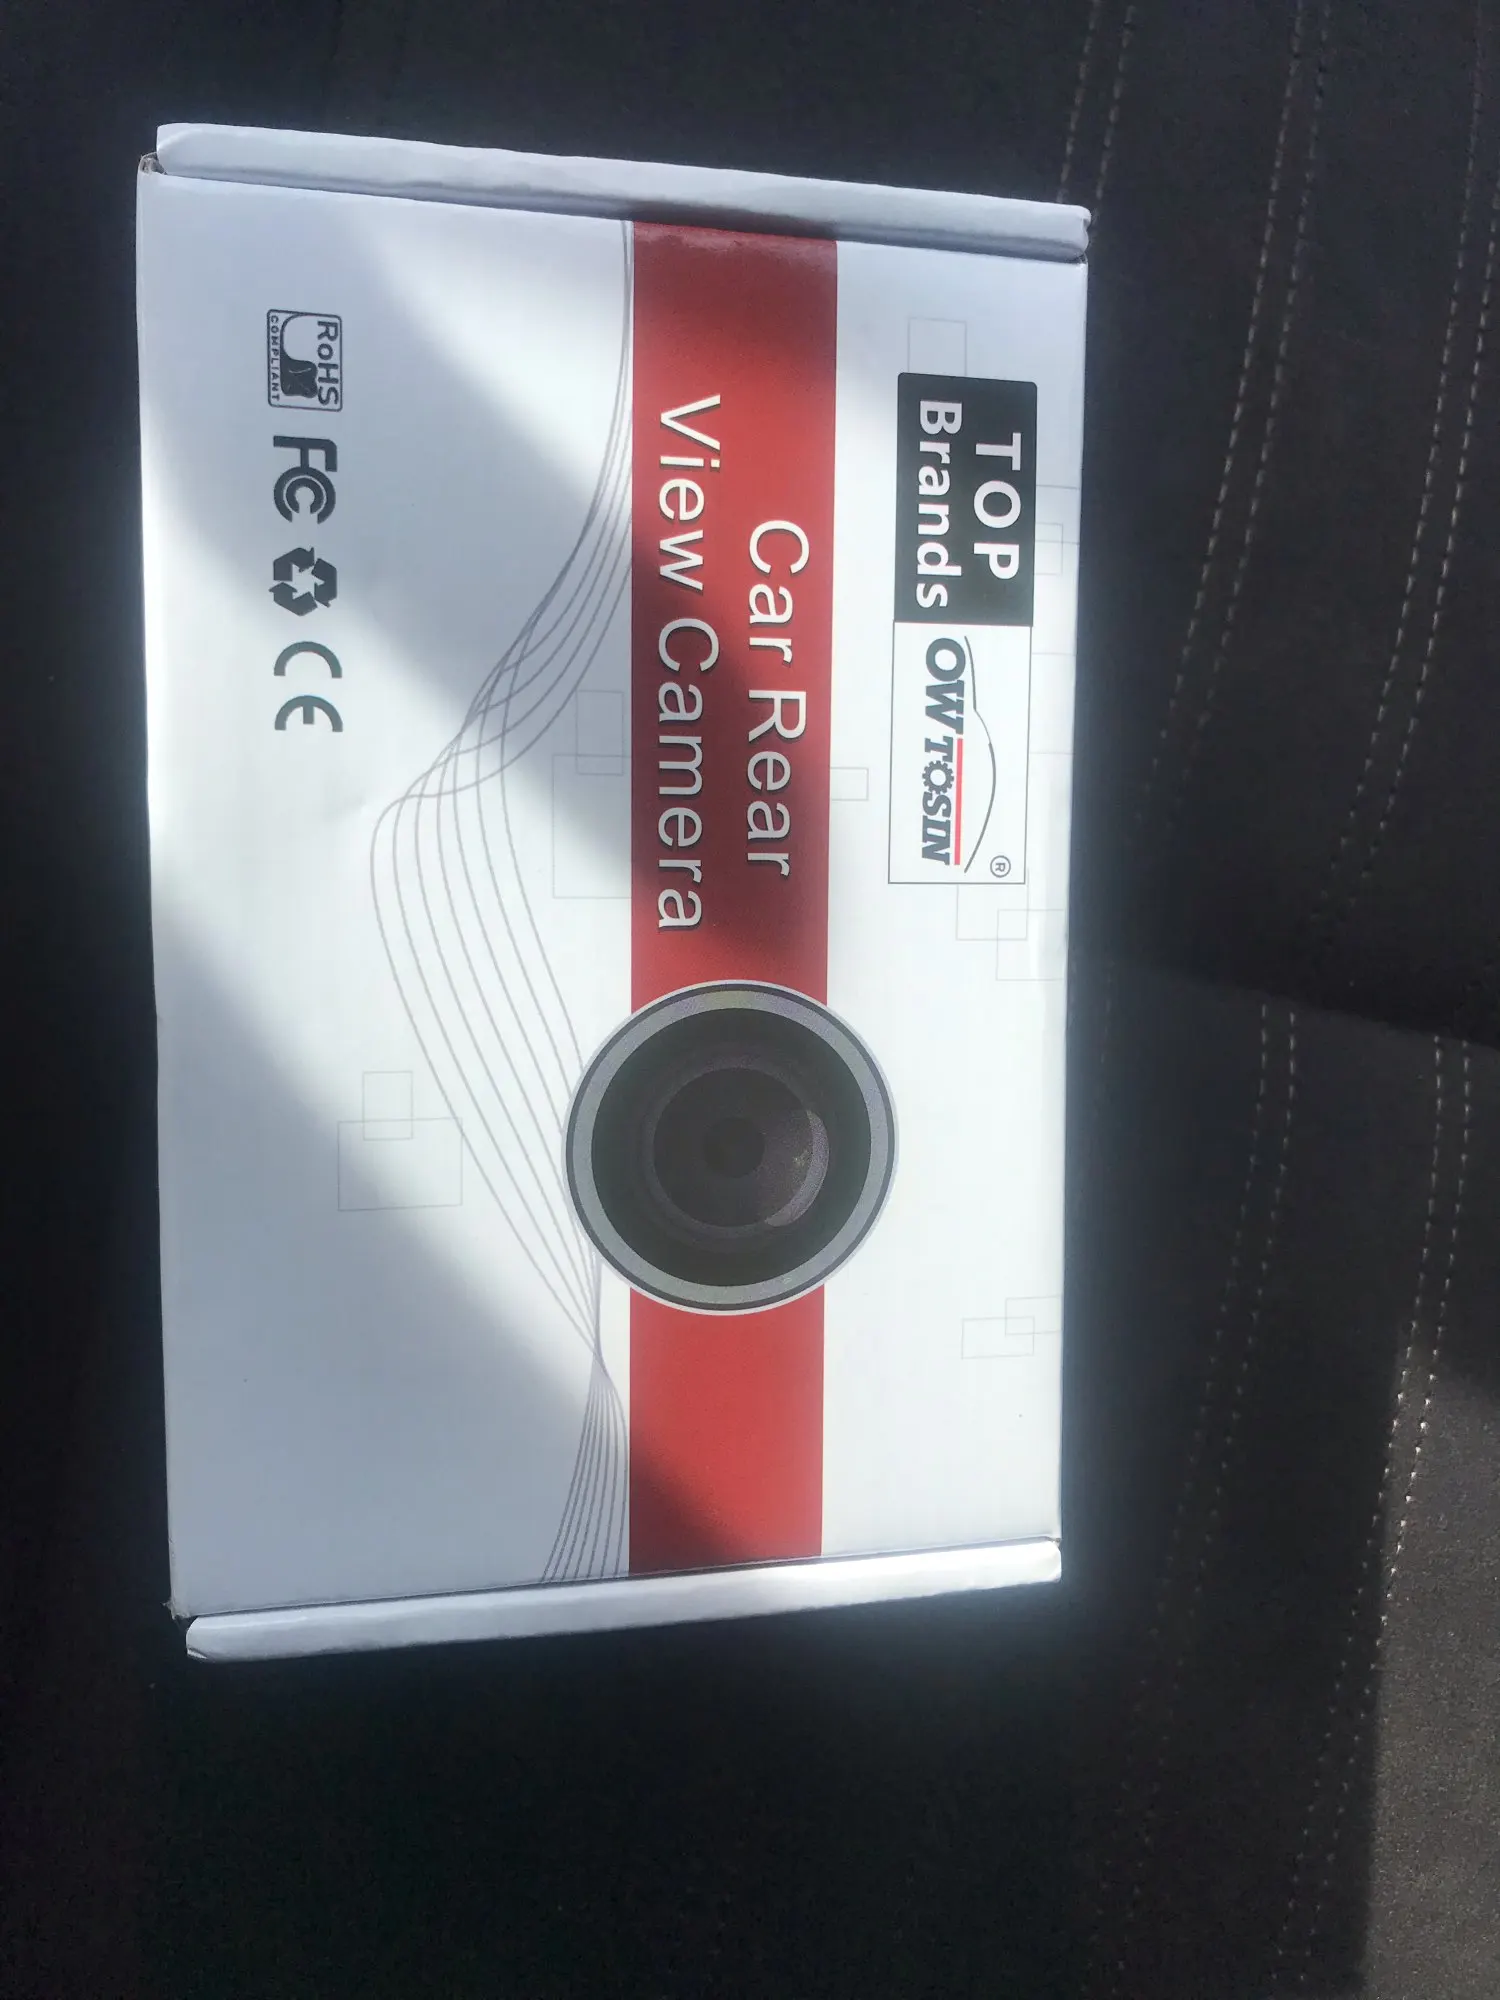 TOP
Brands
OWTOSIN
®
Car Rear
View Camera
RoHS
COMPLIANT
FC
CE